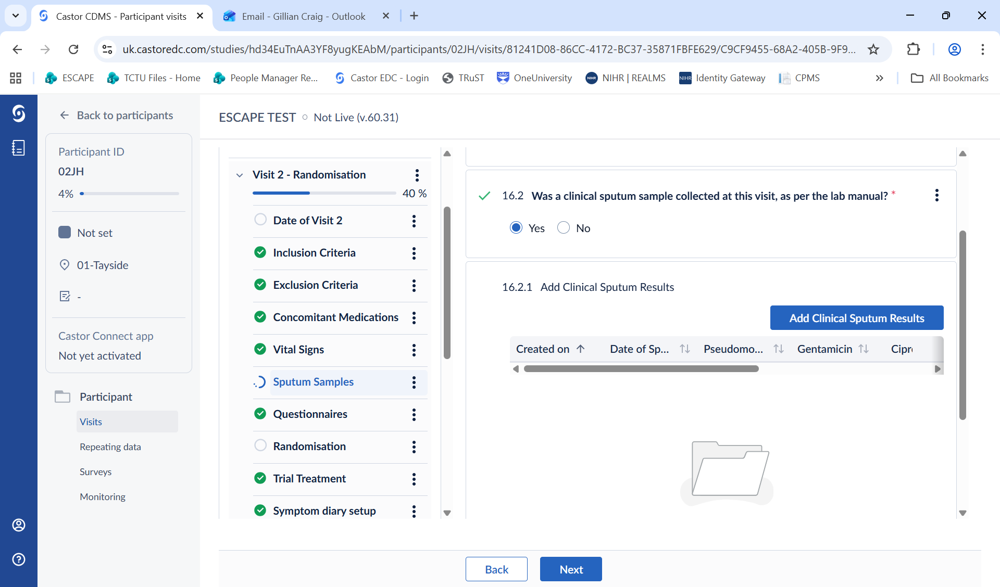 Castor CDMS - Participant visits
Email - Gillian Craig - Outlook
uk.castoredc.com/studies/hd34EuTnAA3YF8yugKEAbM/participants/02JH/visits/81241D08-86CC-4172-BC37-35871FBFE629/C9CF9455-68A2-405B-9F9...
ESCAPE
TCTU Files - Home
People Manager Re...
Castor EDC - Login
TRuST
OneUniversity
NIHR | REALMS
Identity Gateway
CPMS
All Bookmarks
Back to participants
Participant ID
02JH
4%
Not set
01-Tayside
-
Castor Connect app
Not yet activated
Participant
Visits
Repeating data
Surveys
Monitoring
ESCAPE TEST
Not Live (v.60.31)
Visit 2 - Randomisation
40 %
Date of Visit 2
Inclusion Criteria
Exclusion Criteria
Concomitant Medications
Vital Signs
Sputum Samples
Questionnaires
Randomisation
Trial Treatment
Symptom diary setup
16.2 Was a clinical sputum sample collected at this visit, as per the lab manual? *
Yes No
16.2.1 Add Clinical Sputum Results
Add Clinical Sputum Results
Created on Date of Sp... Pseudomo... Gentamicin Cipr
Back
Next